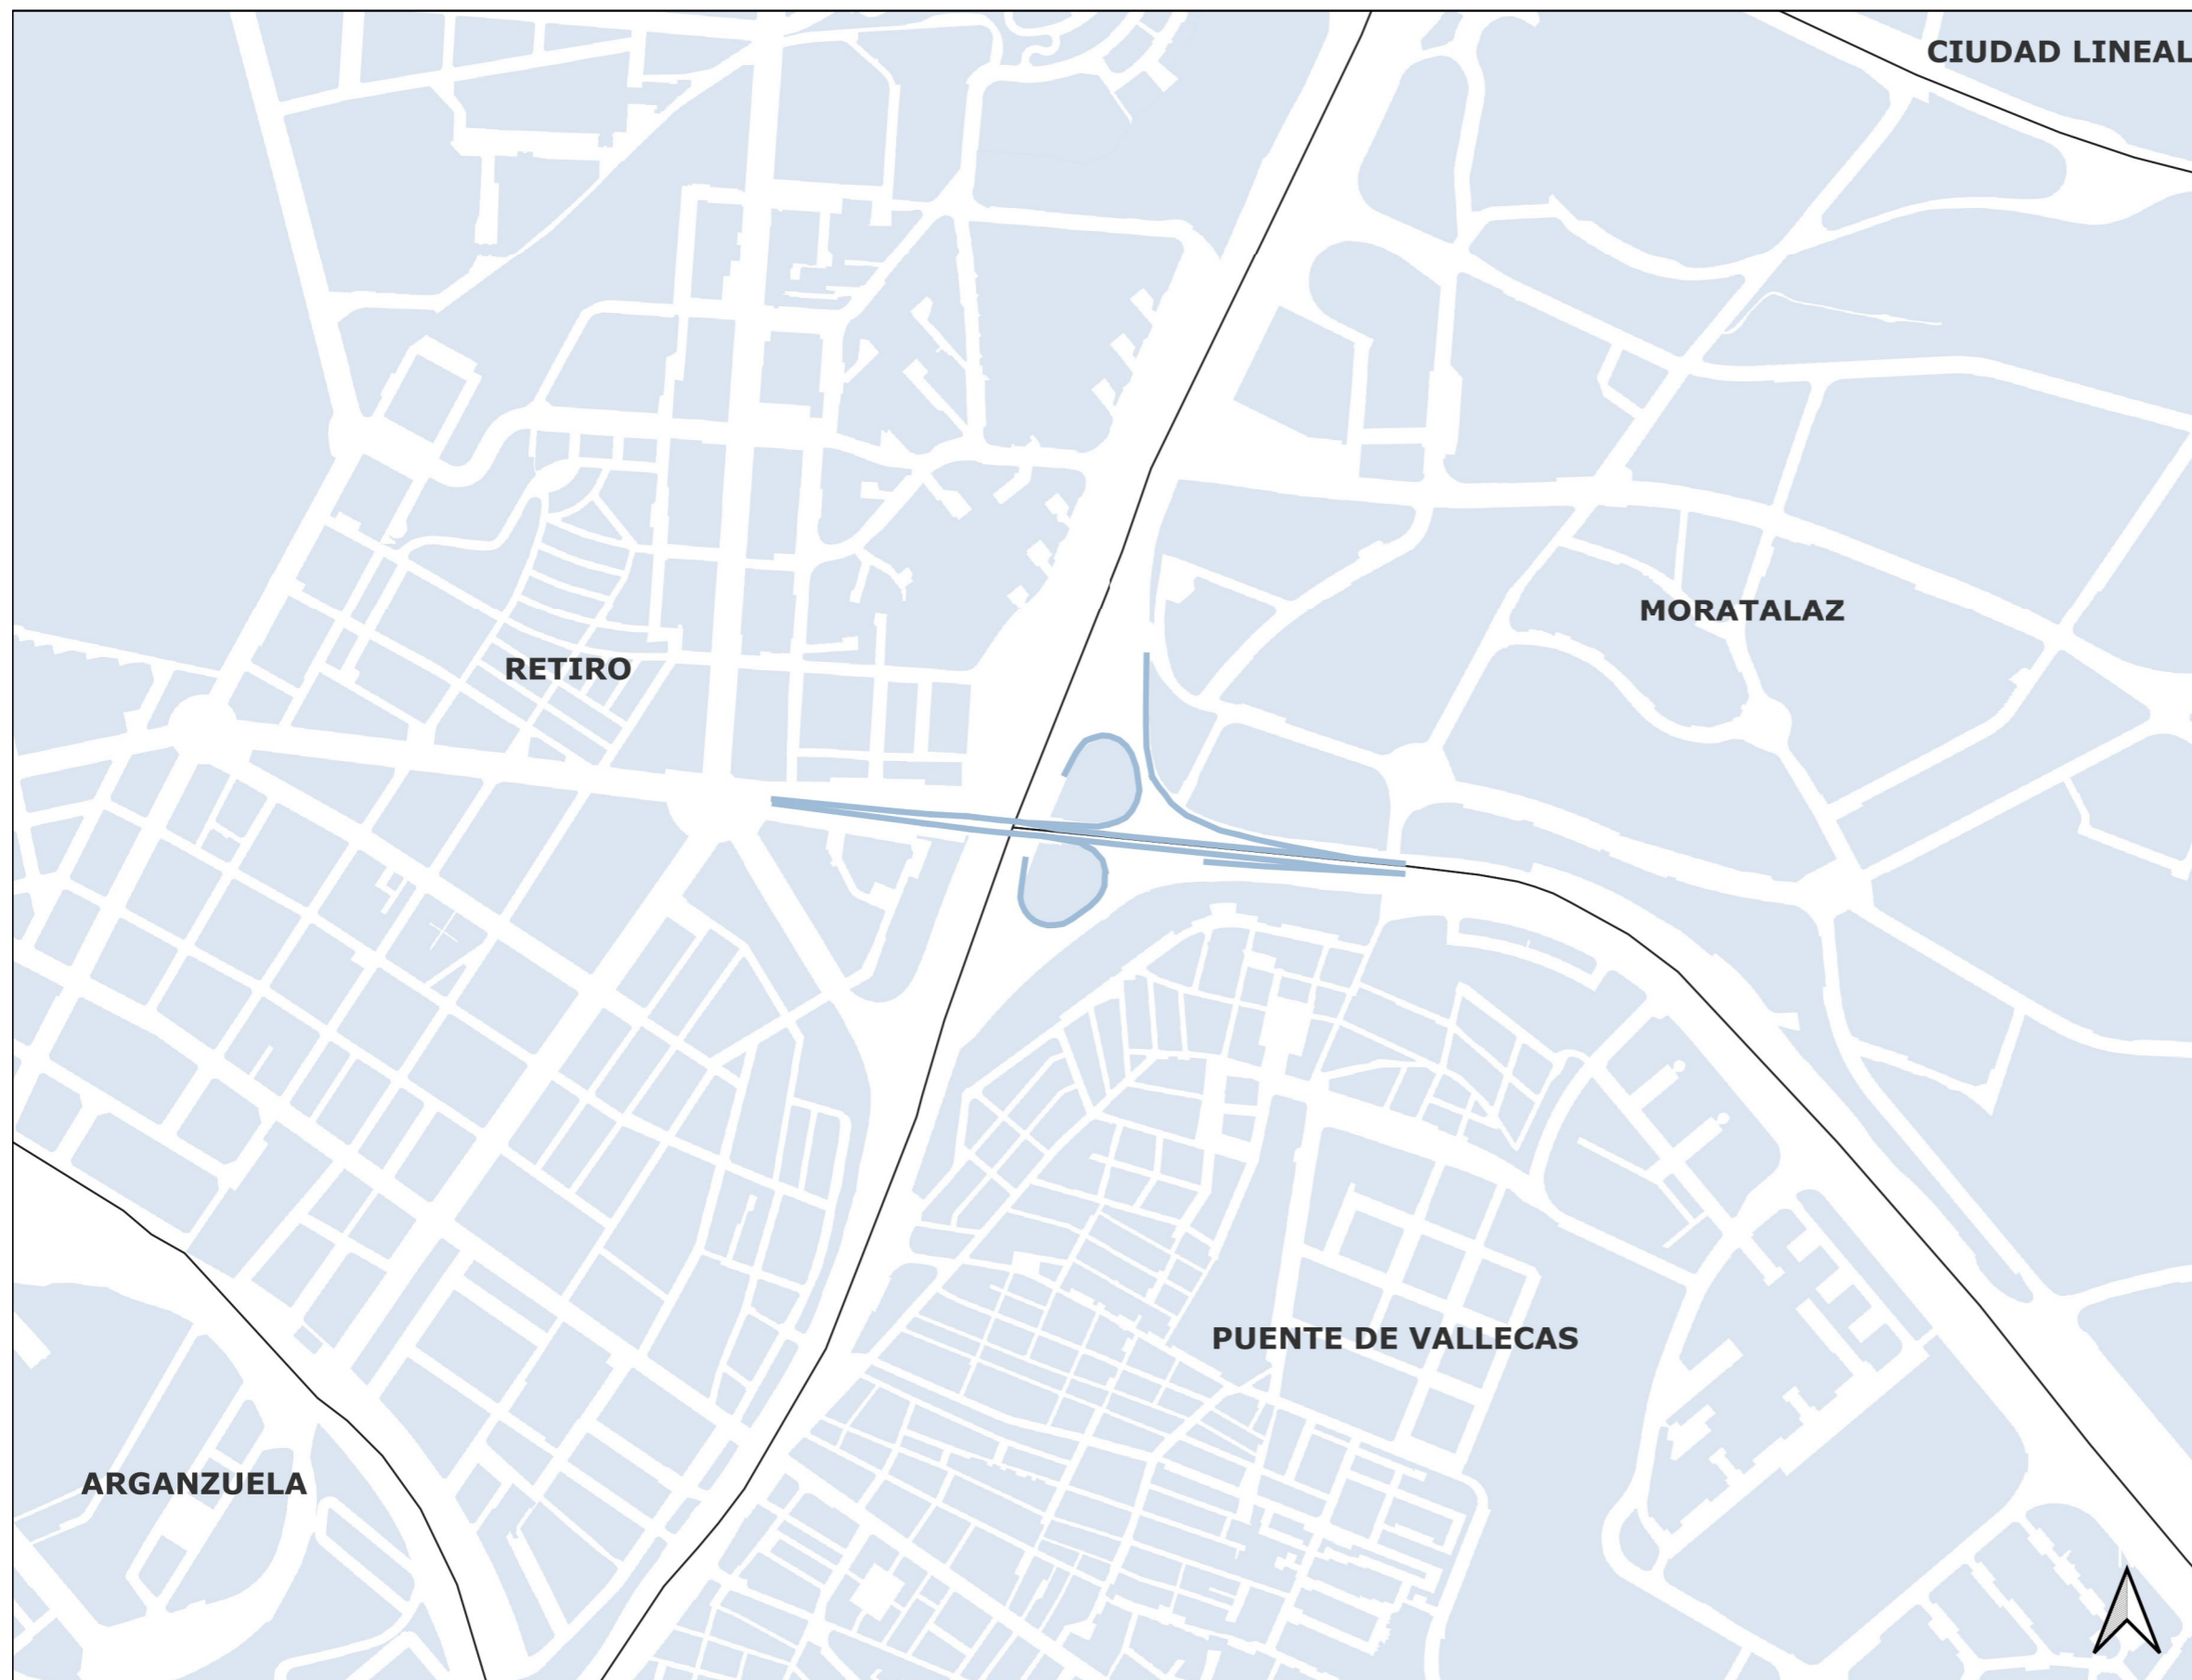 CIUDAD LINEAL
MORATALAZ
RETIRO
PUENTE DE VALLECAS
ARGANZUELA